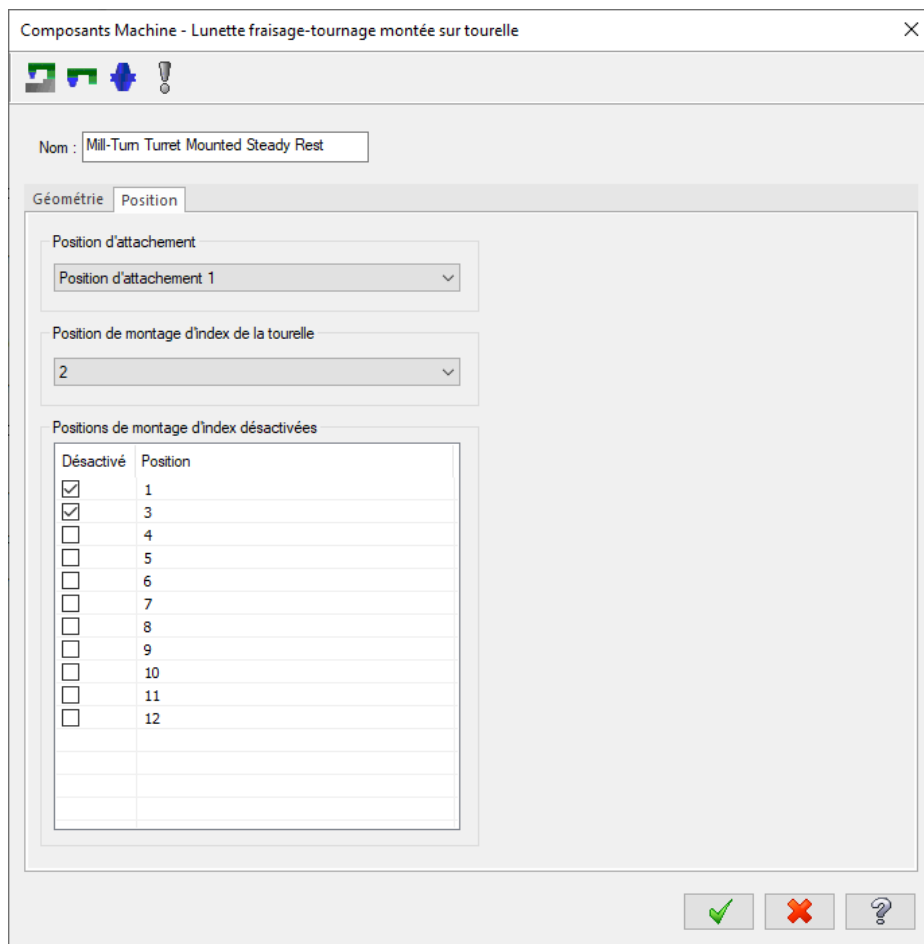 Composants Machine - Lunette fraisage-tournage montée sur tourelle
Nom : Mill-Turn Turret Mounted Steady Rest
Géométrie Position
Position d'attachement
Position d'attachement 1
Position de montage d'index de la tourelle
2
Positions de montage d'index désactivées
Désactivé Position
1
3
4
5
6
7
8
9
10
11
12